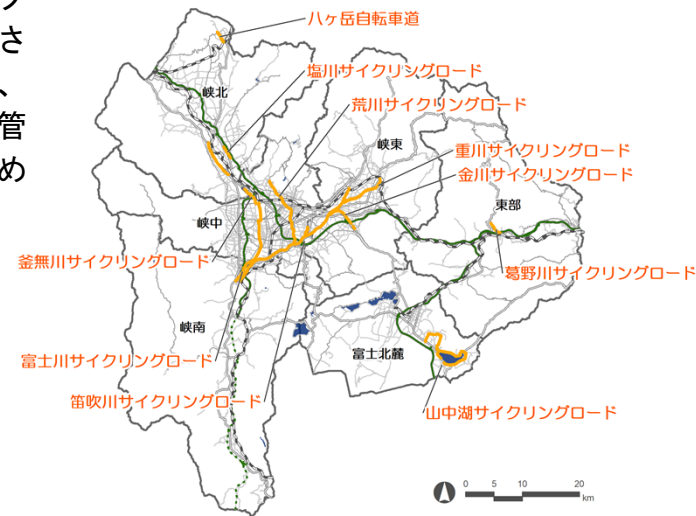 さ
、
管
め
八ヶ岳自転車道
塩川サイクリングロード
峡北
荒川サイクリングロード
峡東
重川サイクリングロード
金川サイクリングロード
東部
峡中
釜無川サイクリングロード
葛野川サイクリングロード
峡南
富士川サイクリングロード
富士北麓
笛吹川サイクリングロード
山中湖サイクリングロード
0 5 10 20
km